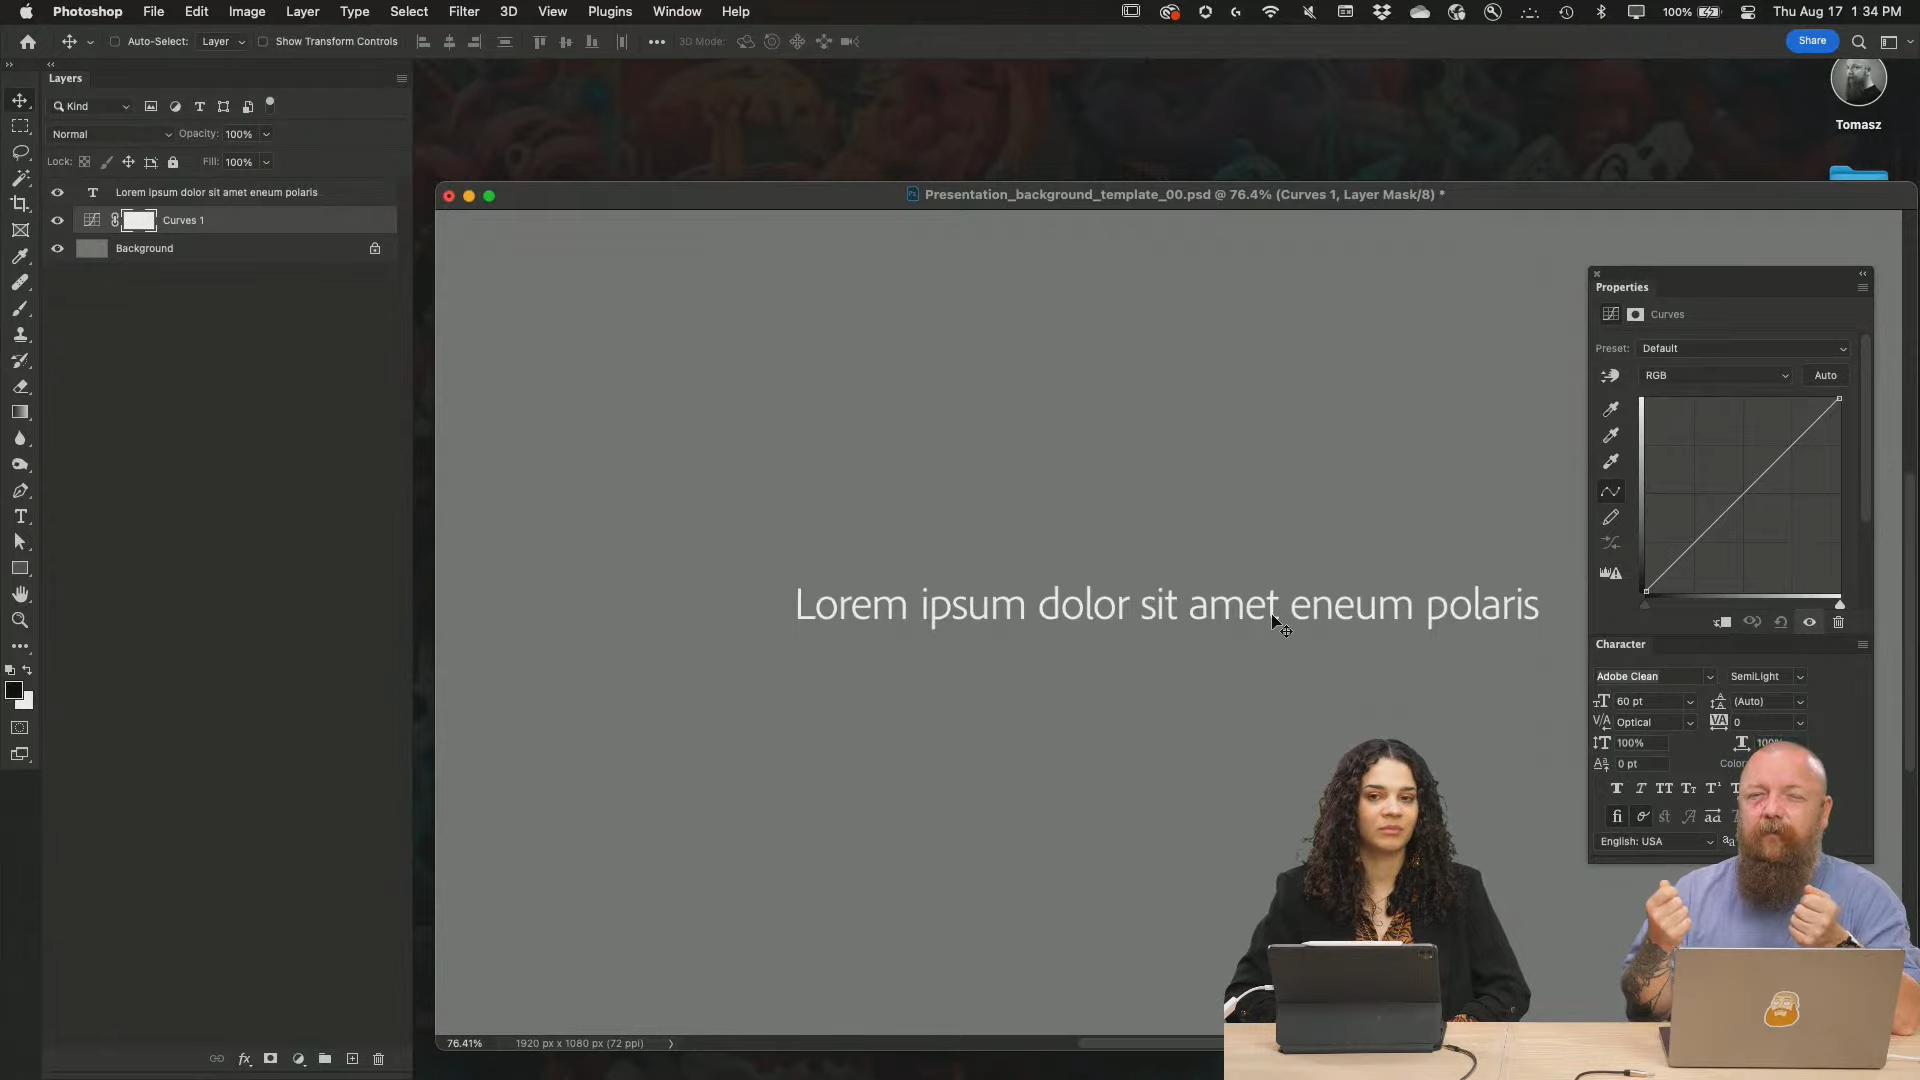 Photoshop File Edit Image Layer Type Select Filter 3D View Plugins Window Help 100% Thu Aug 17 1:34 PM
Auto-Select: Layer Show Transform Controls 3D Mode: Share
Tomasz
Layers
Kind
Normal Opacity: 100%
Lock: Fill: 100%
Lorem ipsum dolor sit amet eneum polaris
Curves 1
Background
Presentation_background_template_00.psd @ 76.4% (Curves 1, Layer Mask/8) *
Lorem ipsum dolor sit amet eneum polaris
76.41% 1920 px x 1080 px (72 ppi)
Properties
Curves
Preset: Default
RGB Auto
Character
Adobe Clean SemiLight
60 pt (Auto)
Optical 0
100% 100%
0 pt Color
English: USA aa